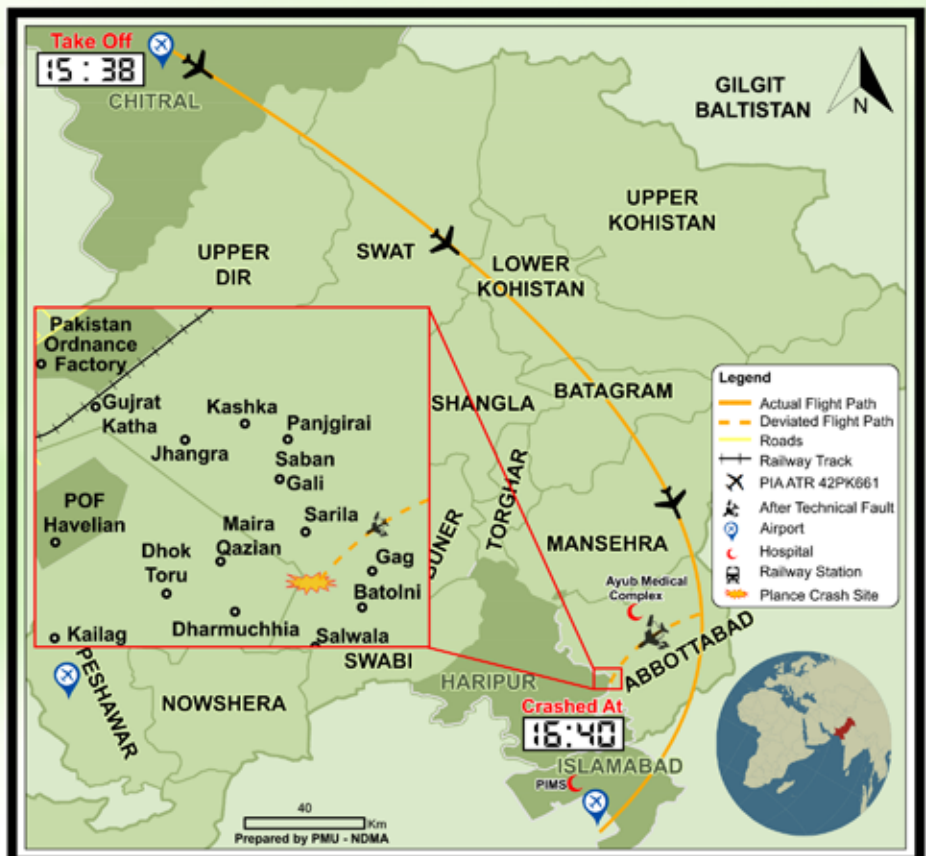 Take Off
15:38
CHITRAL
GILGIT
BALTISTAN
N
UPPER
KOHISTAN
UPPER
DIR
SWAT
LOWER
KOHISTAN
Pakistan
Ordnance
Factory
Gujrat
Katha
Kashka
Panjgirai
Jhangra
Saban
Gali
POF
Havelian
Maira
Qazian
Sarila
Dhok
Toru
Gag
Batolni
Dharmuchhia
Salwala
Kailag
SHANGLA
BATAGRAM
TORGHAR
BUNER
MANSEHRA
Ayub Medical
Complex
ABBOTTABAD
Legend
Actual Flight Path
Deviated Flight Path
Roads
Railway Track
PIA ATR 42PK661
After Technical Fault
Airport
Hospital
Railway Station
Plance Crash Site
PESHAWAR
NOWSHERA
SWABI
HARIPUR
Crashed At
16:40
ISLAMABAD
PIMS
40
Km
Prepared by PMU - NDMA